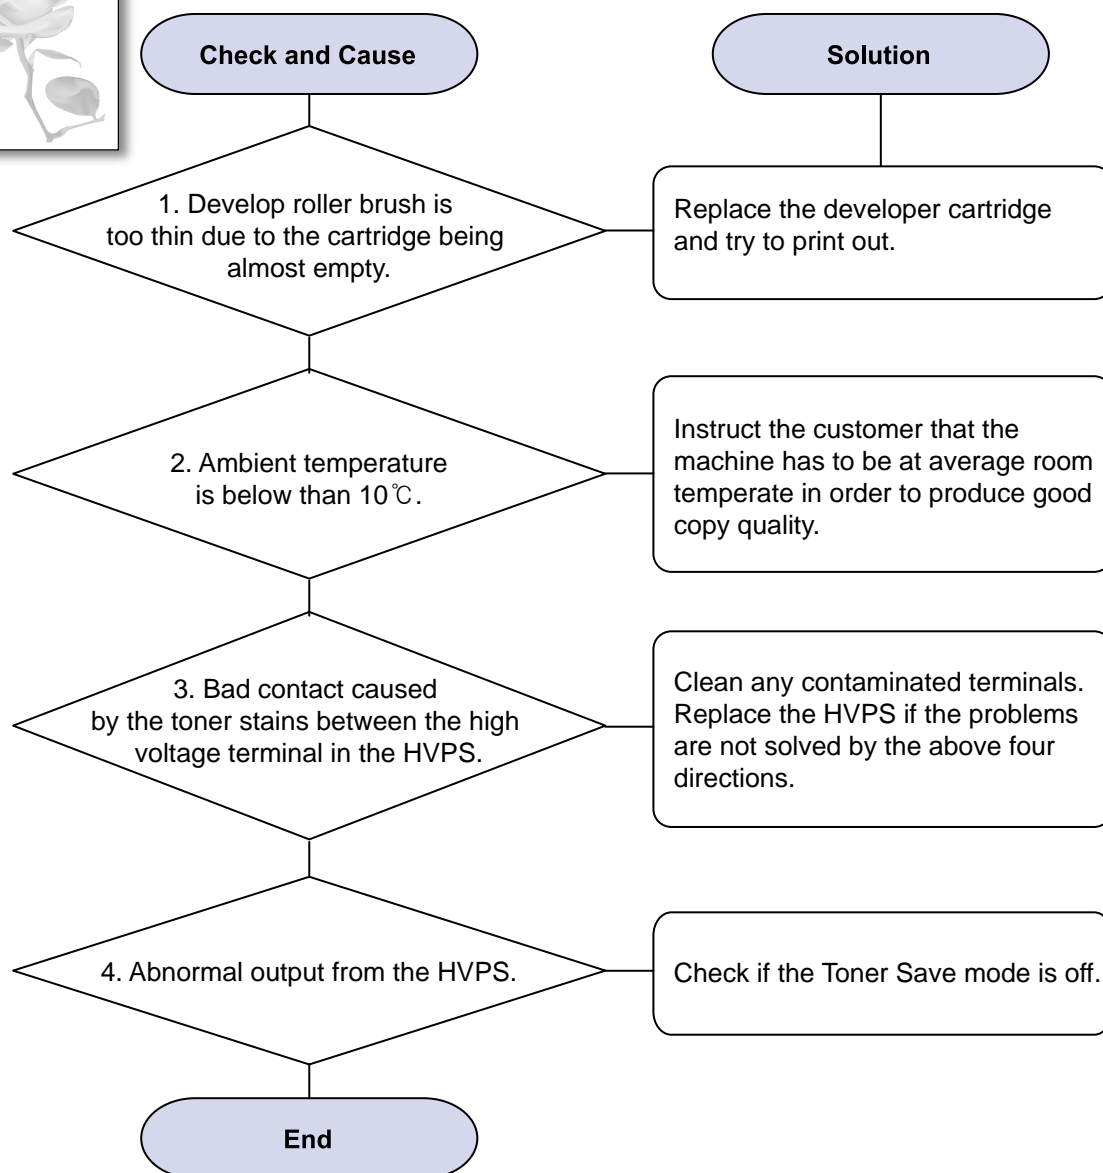 Check and Cause
Solution
1. Develop roller brush is
too thin due to the cartridge being
almost empty.
Replace the developer cartridge
and try to print out.
2. Ambient temperature
is below than 10℃.
Instruct the customer that the
machine has to be at average room
temperate in order to produce good
copy quality.
3. Bad contact caused
by the toner stains between the high
voltage terminal in the HVPS.
Clean any contaminated terminals.
Replace the HVPS if the problems
are not solved by the above four
directions.
4. Abnormal output from the HVPS.
Check if the Toner Save mode is off.
End